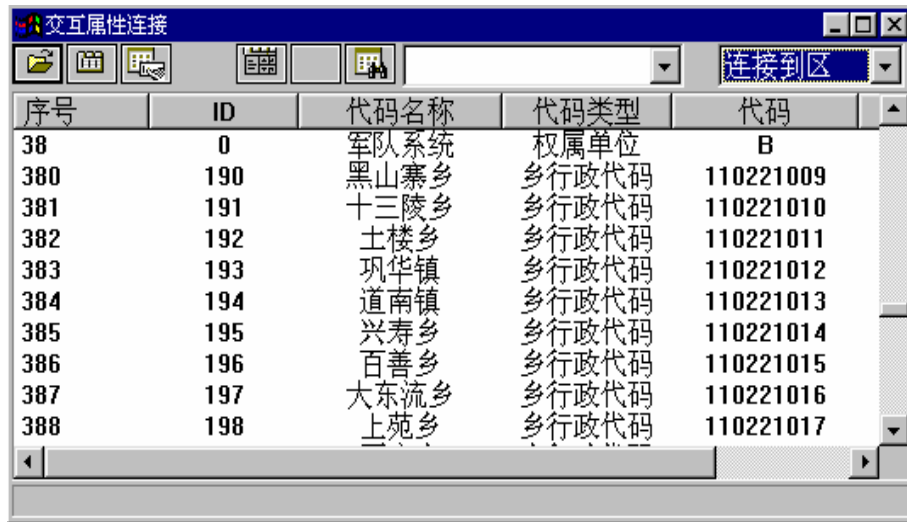 交互属性连接
连接到区
序号 ID 代码名称 代码类型 代码
38 0 军队系统 权属单位 B
380 190 黑山寨乡 乡行政代码 110221009
381 191 十三陵乡 乡行政代码 110221010
382 192 土楼乡 乡行政代码 110221011
383 193 巩华镇 乡行政代码 110221012
384 194 道南镇 乡行政代码 110221013
385 195 兴寿乡 乡行政代码 110221014
386 196 百善乡 乡行政代码 110221015
387 197 大东流乡 乡行政代码 110221016
388 198 上苑乡 乡行政代码 110221017